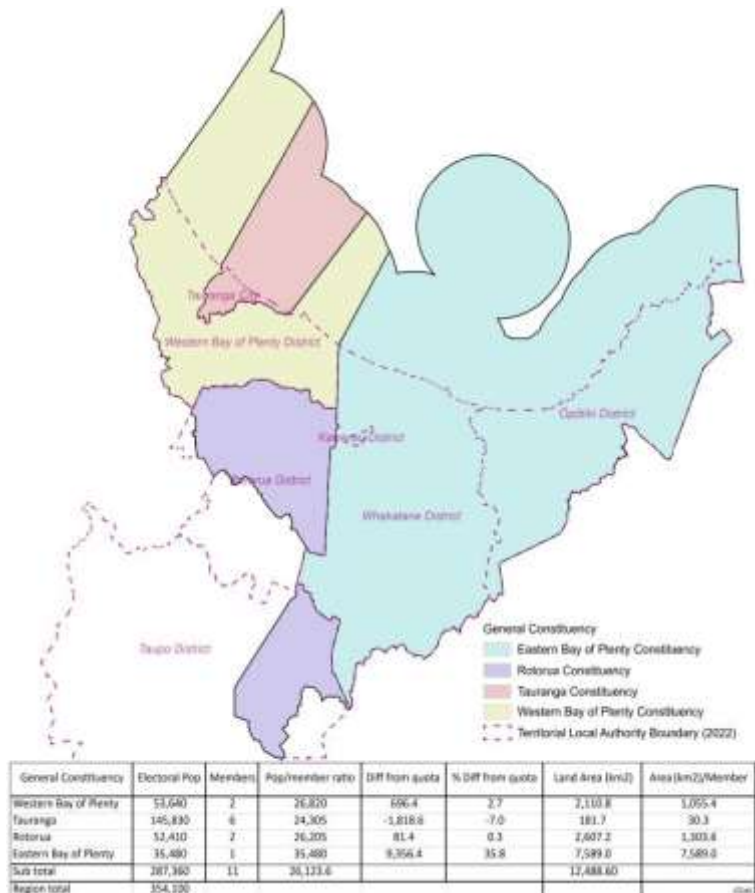 Tauranga City
Western Bay of Plenty District
Opotiki District
Kawerau District
Rotorua District
Whakatane District
Taupo District
General Constituency
Eastern Bay of Plenty Constituency
Rotorua Constituency
Tauranga Constituency
Western Bay of Plenty Constituency
Territorial Local Authority Boundary (2022)
General Constituency Electoral Pop Members Pop/member ratio Diff from quota % Diff from quota Land Area (km2) Area (km2)/Member
Western Bay of Plenty 53,640 2 26,820 696.4 2.7 2,110.8 1,055.4
Tauranga 145,830 6 24,305 -1,818.6 -7.0 181.7 30.3
Rotorua 52,410 2 26,205 81.4 0.3 2,607.2 1,303.6
Eastern Bay of Plenty 35,480 1 35,480 9,356.4 35.8 7,589.0 7,589.0
Sub total 287,360 11 26,123.6 12,488.60
Region total 354,100